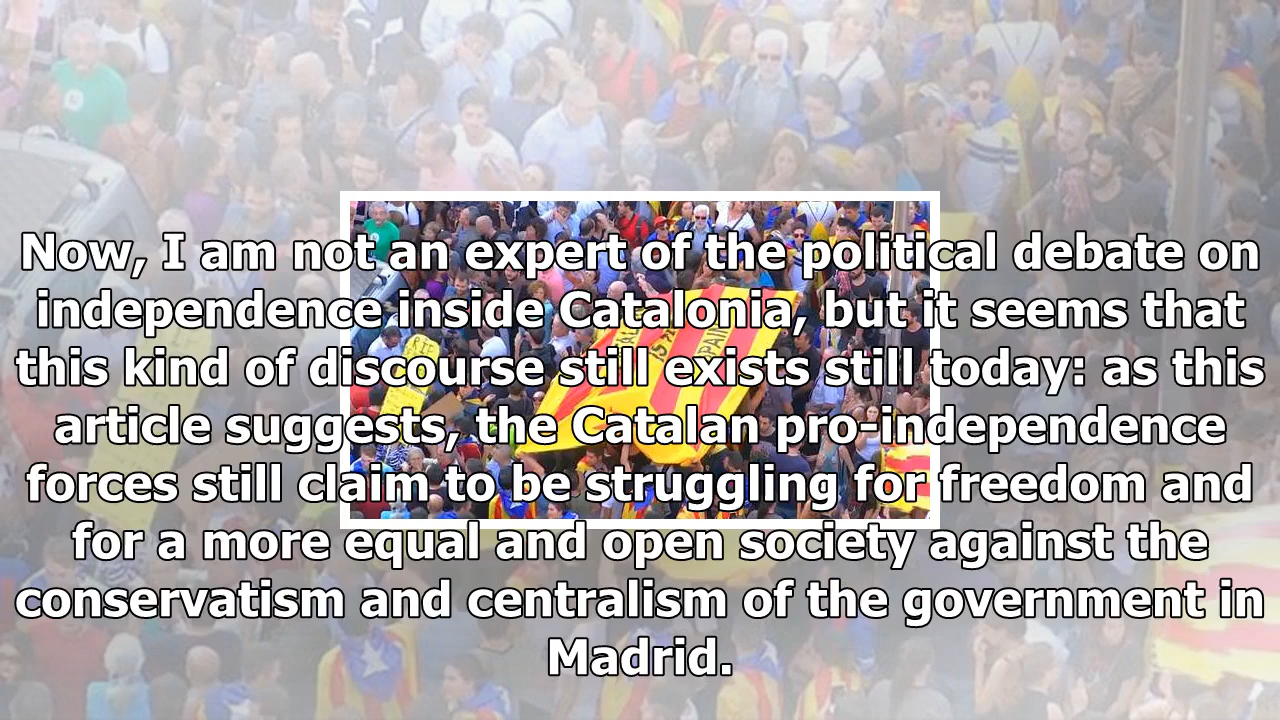 Now, I am not an expert of the political debate on
independence inside Catalonia, but it seems that
this kind of discourse still exists still today: as this
article suggests, the Catalan pro-independence
forces still claim to be struggling for freedom and
for a more equal and open society against the
conservatism and centralism of the government in
Madrid.
RIP